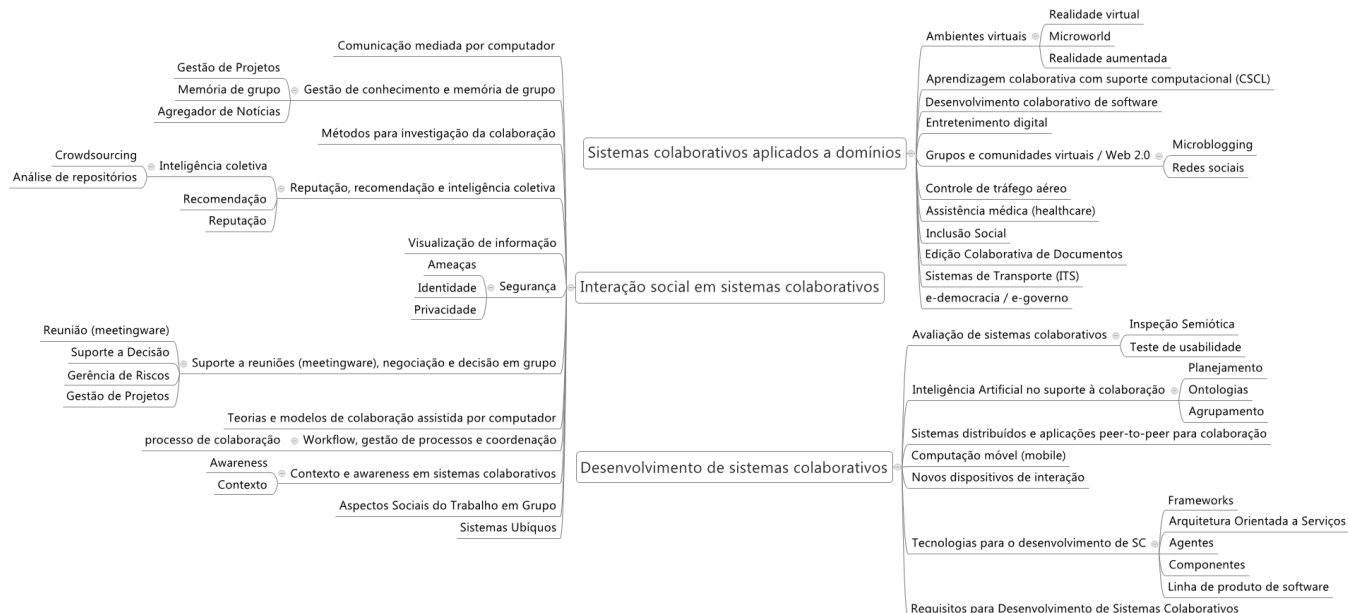 Comunicação mediada por computador
Gestão de Projetos
Memória de grupo
Agregador de Notícias
Gestão de conhecimento e memória de grupo
Métodos para investigação da colaboração
Crowdsourcing
Análise de repositórios
Inteligência coletiva
Recomendação
Reputação
Reputação, recomendação e inteligência coletiva
Visualização de informação
Ameaças
Identidade
Privacidade
Segurança
Reunião (meetingware)
Suporte a Decisão
Gerência de Riscos
Gestão de Projetos
Suporte a reuniões (meetingware), negociação e decisão em grupo
Teorias e modelos de colaboração assistida por computador
processo de colaboração
Workflow, gestão de processos e coordenação
Awareness
Contexto
Contexto e awareness em sistemas colaborativos
Aspectos Sociais do Trabalho em Grupo
Sistemas Ubíquos
Interação social em sistemas colaborativos
Sistemas colaborativos aplicados a domínios
Ambientes virtuais
Realidade virtual
Microworld
Realidade aumentada
Aprendizagem colaborativa com suporte computacional (CSCL)
Desenvolvimento colaborativo de software
Entretenimento digital
Grupos e comunidades virtuais / Web 2.0
Microblogging
Redes sociais
Controle de tráfego aéreo
Assistência médica (healthcare)
Inclusão Social
Edição Colaborativa de Documentos
Sistemas de Transporte (ITS)
e-democracia / e-governo
Desenvolvimento de sistemas colaborativos
Avaliação de sistemas colaborativos
Inspeção Semiótica
Teste de usabilidade
Inteligência Artificial no suporte à colaboração
Planejamento
Ontologias
Agrupamento
Sistemas distribuídos e aplicações peer-to-peer para colaboração
Computação móvel (mobile)
Novos dispositivos de interação
Tecnologias para o desenvolvimento de SC
Frameworks
Arquitetura Orientada a Serviços
Agentes
Componentes
Linha de produto de software
Requisitos para Desenvolvimento de Sistemas Colaborativos